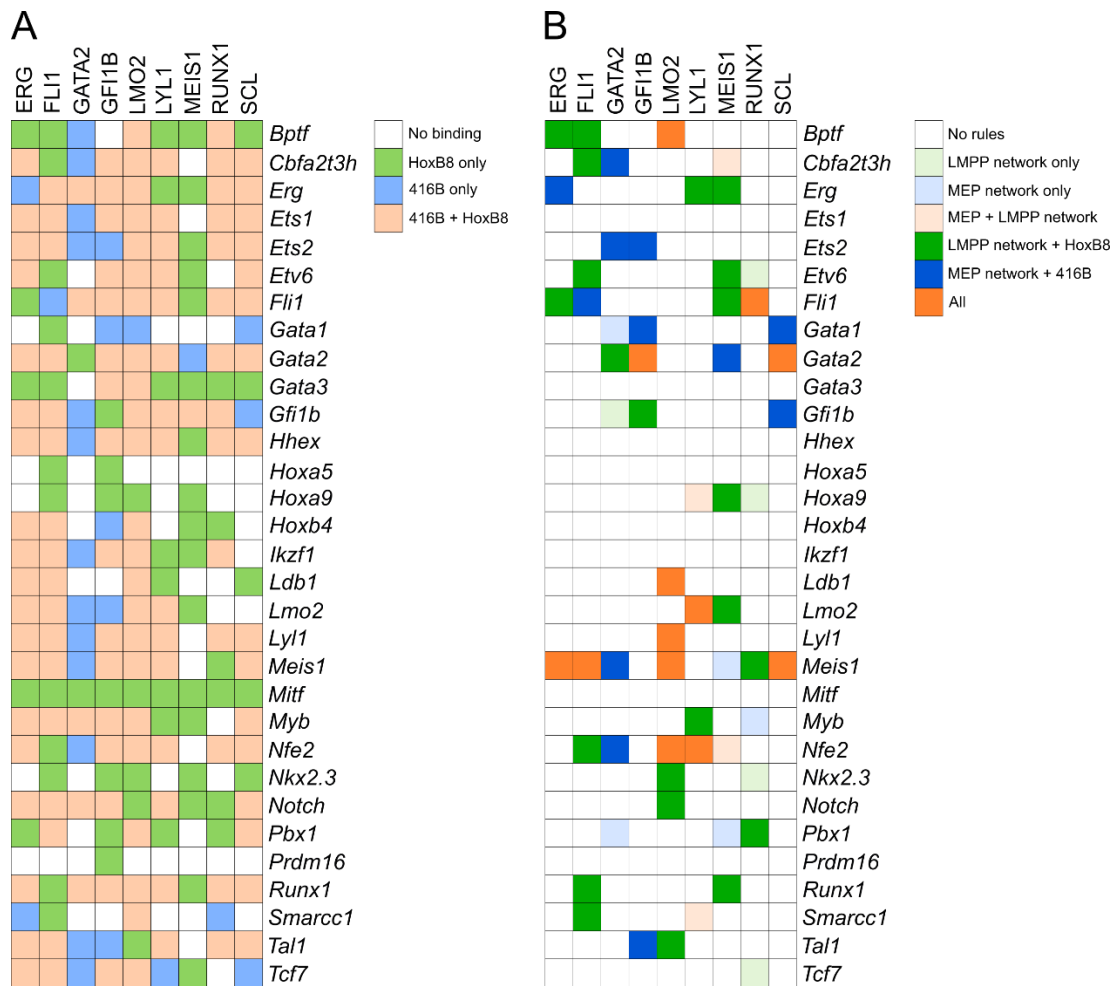 A
ERG
FLI1
GATA2
GFI1B
LMO2
LYL1
MEIS1
RUNX1
SCL
Bptf
Cbfa2t3h
Erg
Ets1
Ets2
Etv6
Fli1
Gata1
Gata2
Gata3
Gfi1b
Hhex
Hoxa5
Hoxa9
Hoxb4
Ikzf1
Ldb1
Lmo2
Lyl1
Meis1
Mitf
Myb
Nfe2
Nkx2.3
Notch
Pbx1
Prdm16
Runx1
Smarcc1
Tal1
Tcf7
No binding
HoxB8 only
416B only
416B + HoxB8
B
ERG
FLI1
GATA2
GFI1B
LMO2
LYL1
MEIS1
RUNX1
SCL
Bptf
Cbfa2t3h
Erg
Ets1
Ets2
Etv6
Fli1
Gata1
Gata2
Gata3
Gfi1b
Hhex
Hoxa5
Hoxa9
Hoxb4
Ikzf1
Ldb1
Lmo2
Lyl1
Meis1
Mitf
Myb
Nfe2
Nkx2.3
Notch
Pbx1
Prdm16
Runx1
Smarcc1
Tal1
Tcf7
No rules
LMPP network only
MEP network only
MEP + LMPP network
LMPP network + HoxB8
MEP network + 416B
All